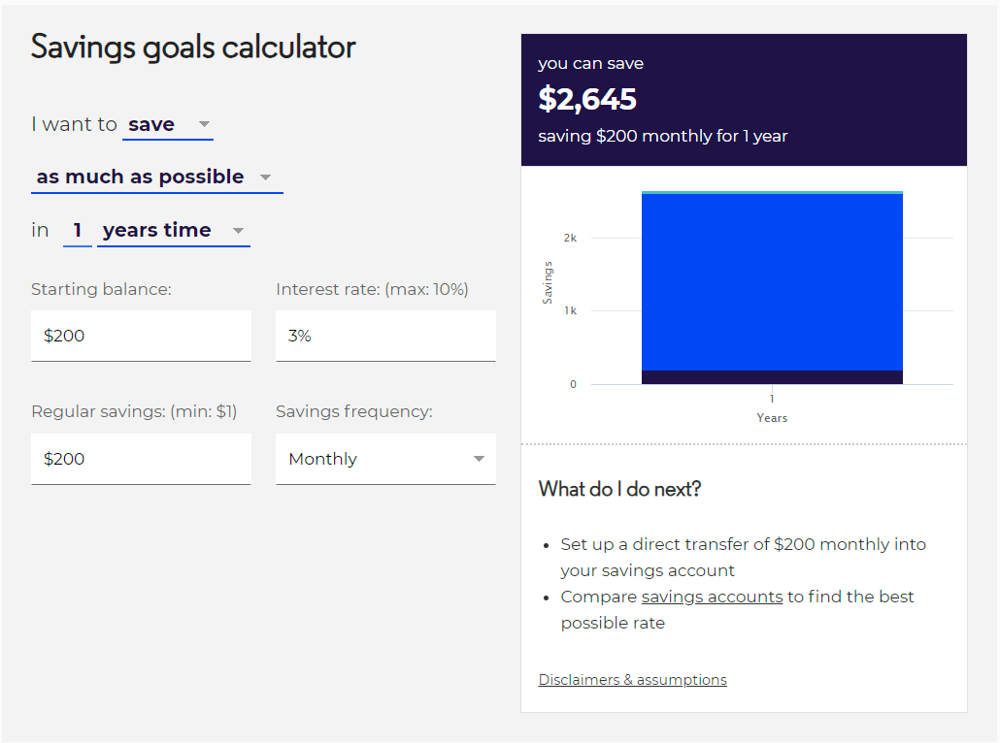 Savings goals calculator
I want to save
as much as possible
in 1 years time
Starting balance:
Interest rate: (max: 10%)
$200
3%
Regular savings: (min: $1)
Savings frequency:
$200
Monthly
you can save
$2,645
saving $200 monthly for 1 year
2k
1k
0
Savings
1
Years
What do I do next?
Set up a direct transfer of $200 monthly into
your savings account
Compare savings accounts to find the best
possible rate
Disclaimers & assumptions